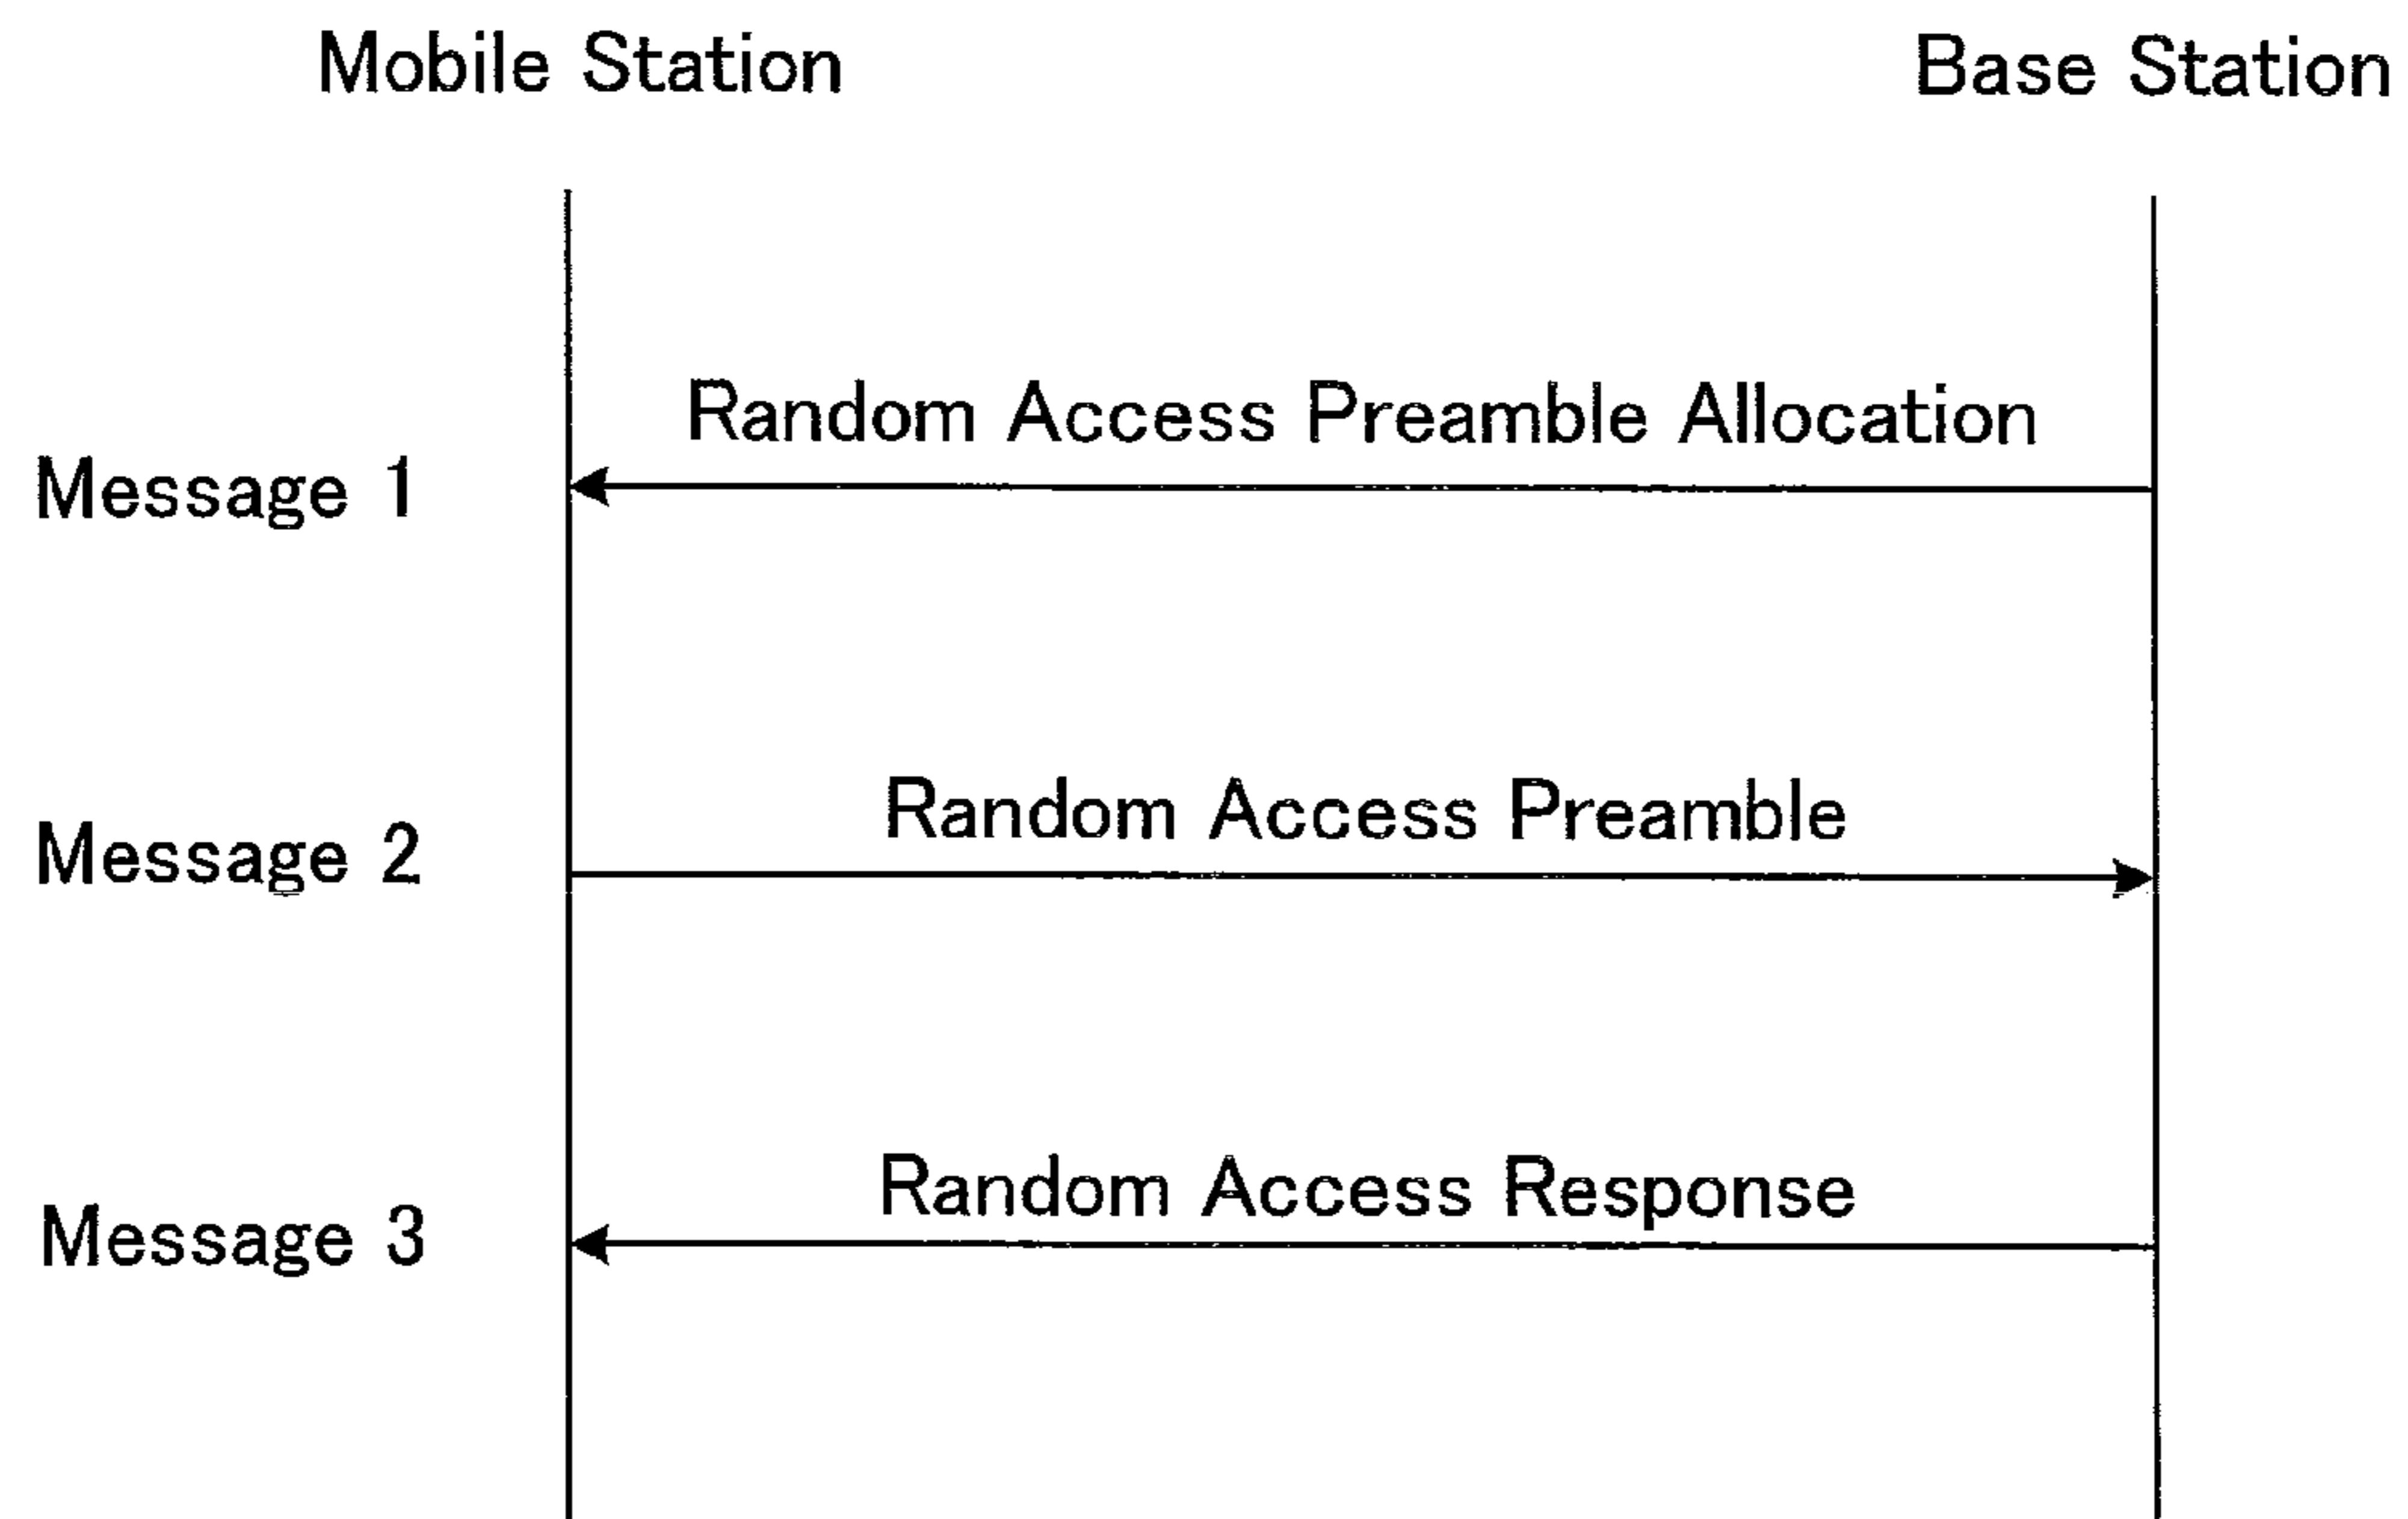 Mobile Station
Base Station
Random Access Preamble Allocation
Message 1
Random Access Preamble
Message 2
Random Access Response
Message 3